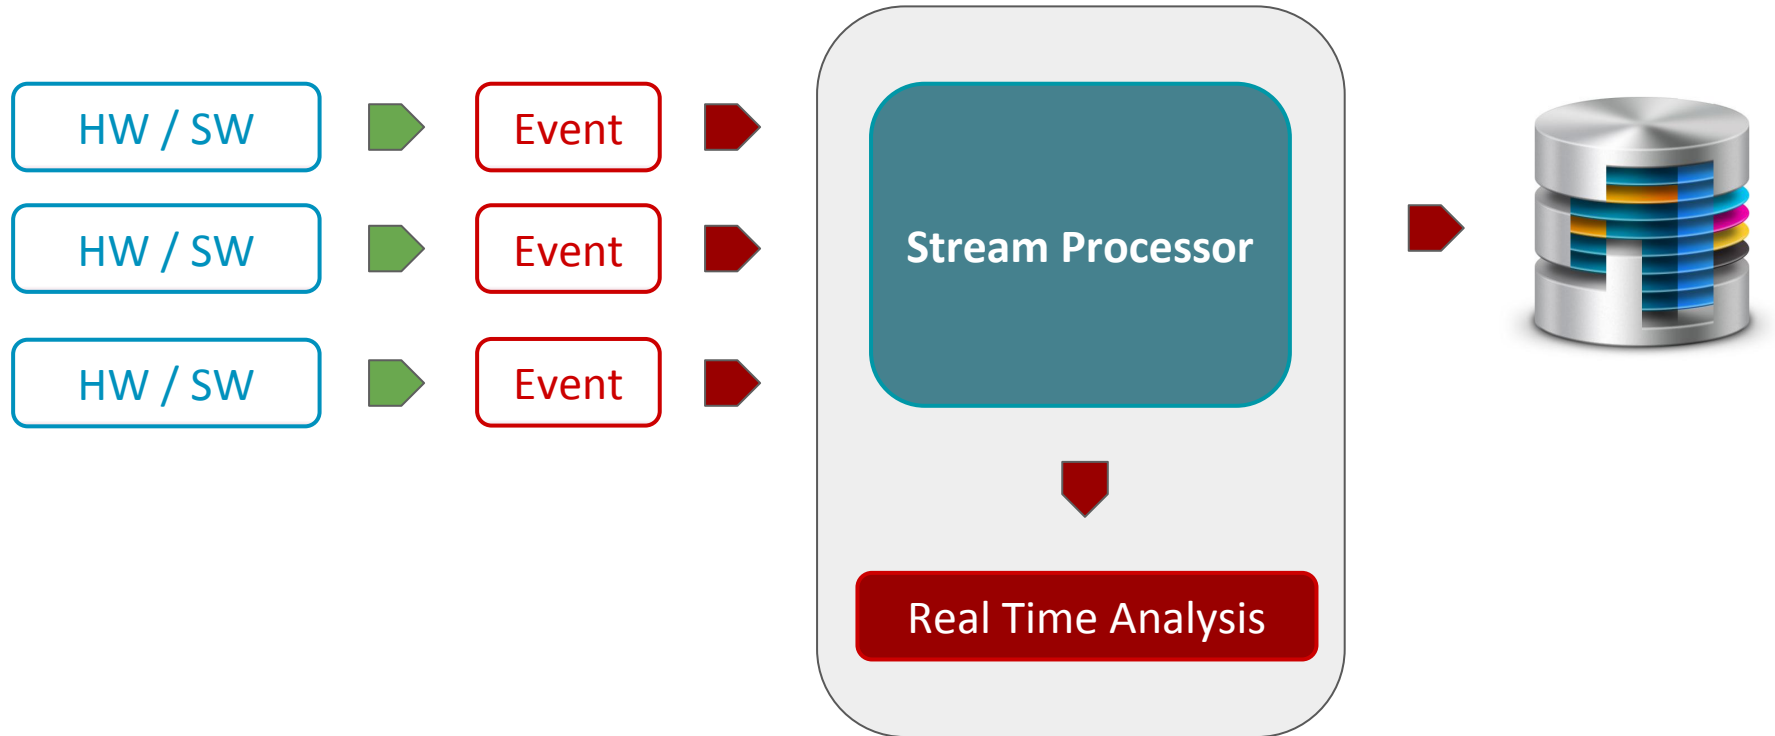 HW / SW
Event
HW / SW
Event
HW / SW
Event
Stream Processor
Real Time Analysis